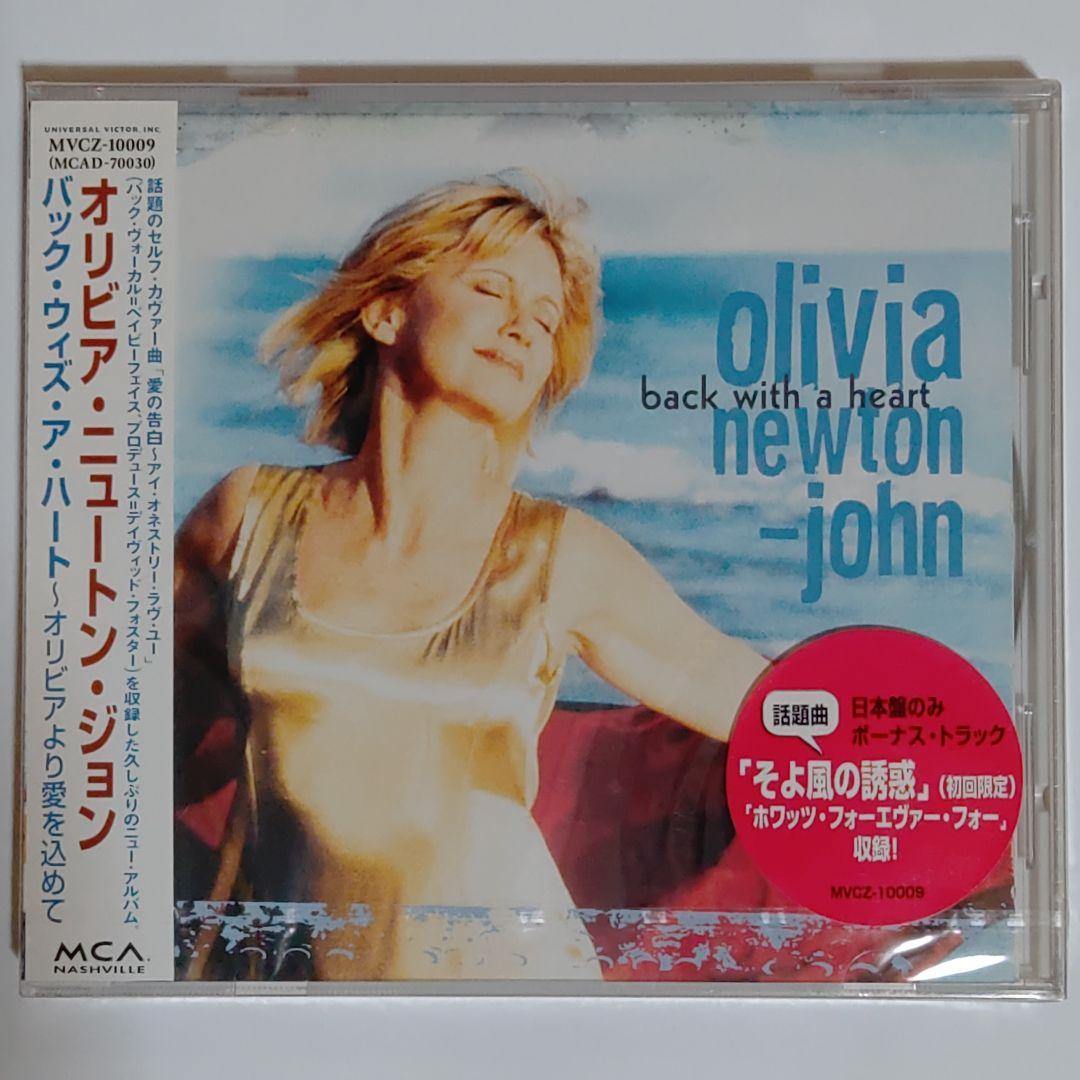 UNIVERSAL VICTOR, INC.
MVCZ-10009
(MCAD-70030)
話題のセルフ・カヴァー曲「愛の告白〜アイ・オネストリー・ラヴ・ユー」
(バック・ヴォーカル=ベイビーフェイス、プロデュース=デイヴィッド・フォスター)を収録した久しぶりのニュー・アルバム。
オリビア・ニュートン・ジョン
バック・ウィズ・ア・ハート〜オリビアより愛を込めて
MCA
NASHVILLE
olivia
back with a heart
newton
-john
話題曲
日本盤のみ
ボーナス・トラック
「そよ風の誘惑」(初回限定)
「ホワッツ・フォーエヴァー・フォー」
収録!
MVCZ-10009